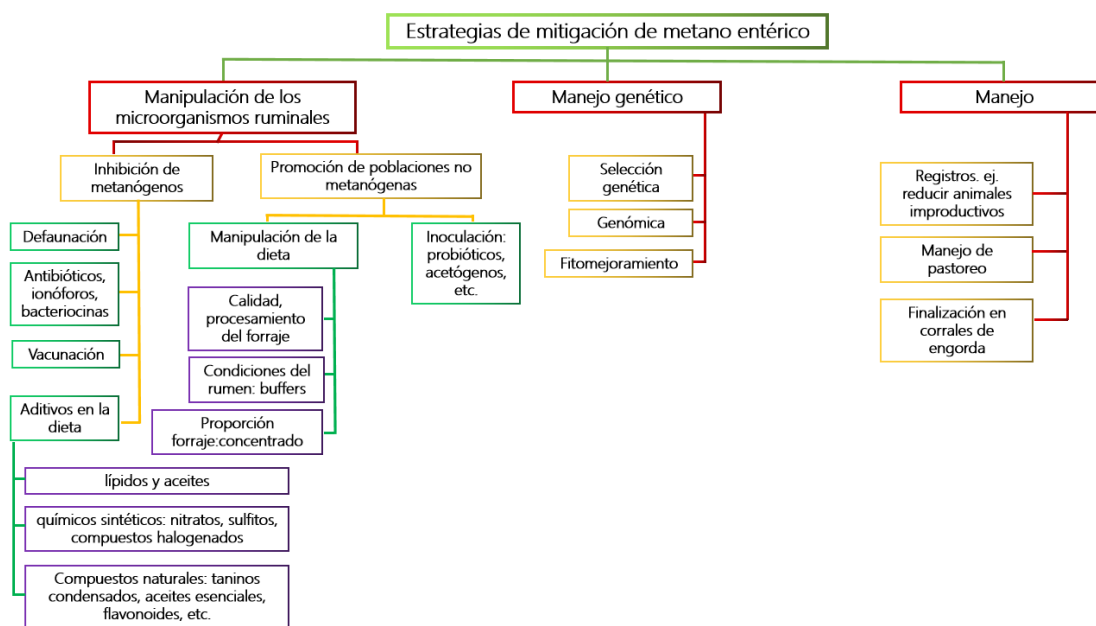 Estrategias de mitigación de metano entérico
Manipulación de los
microorganismos ruminales
Manejo genético
Manejo
Inhibición de
metanógenos
Promoción de poblaciones no
metanógenas
Selección
genética
Genómica
Fitomejoramiento
Registros. ej.
reducir animales
improductivos
Manejo de
pastoreo
Finalización en
corrales de
engorda
Defaunación
Antibióticos,
ionóforos,
bacteriocinas
Vacunación
Aditivos en la
dieta
Manipulación de la
dieta
Inoculación:
probióticos,
acetógenos,
etc.
Calidad,
procesamiento
del forraje
Condiciones del
rumen: buffers
Proporción
forraje:concentrado
lípidos y aceites
químicos sintéticos: nitratos, sulfitos,
compuestos halogenados
Compuestos naturales: taninos
condensados, aceites esenciales,
flavonoides, etc.